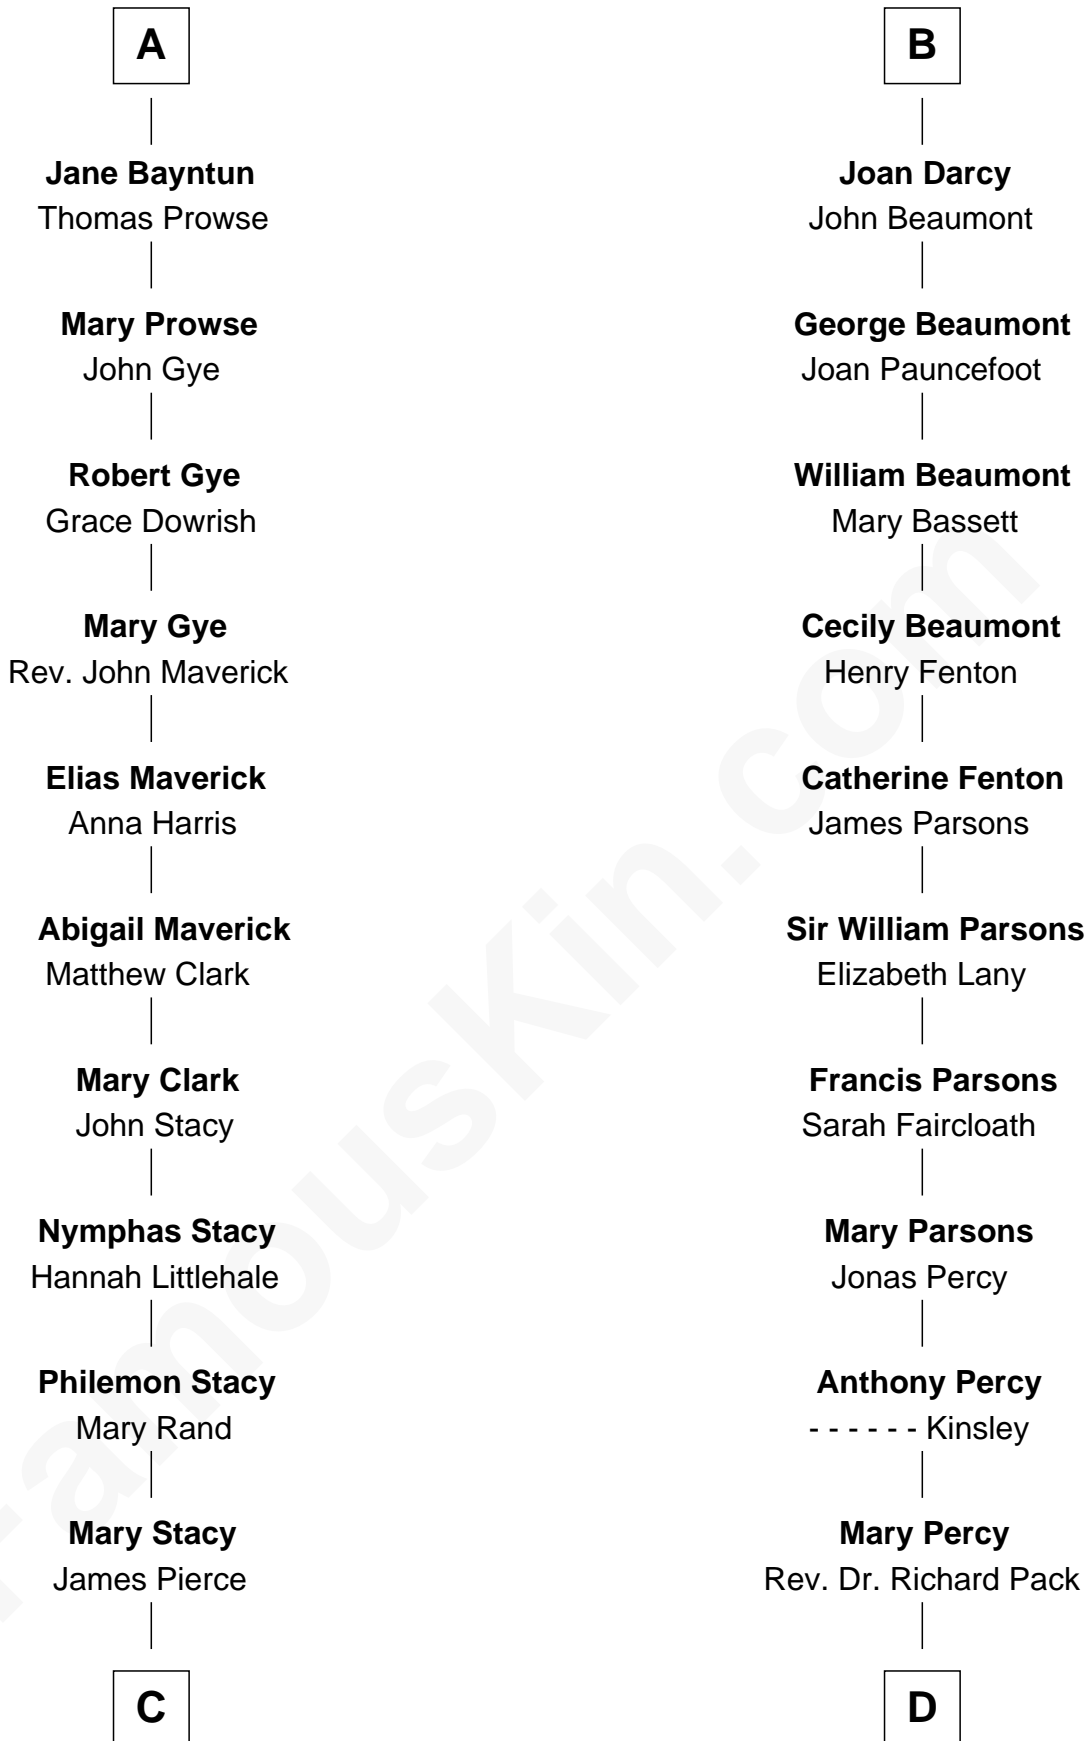 A
Jane Bayntun
Thomas Prowse
Mary Prowse
John Gye
Robert Gye
Grace Dowrish
Mary Gye
Rev. John Maverick
Elias Maverick
Anna Harris
Abigail Maverick
Matthew Clark
Mary Clark
John Stacy
Nymphas Stacy
Hannah Littlehale
Philemon Stacy
Mary Rand
Mary Stacy
James Pierce
C
B
Joan Darcy
John Beaumont
George Beaumont
Joan Pauncefoot
William Beaumont
Mary Bassett
Cecily Beaumont
Henry Fenton
Catherine Fenton
James Parsons
Sir William Parsons
Elizabeth Lany
Francis Parsons
Sarah Faircloath
Mary Parsons
Jonas Percy
Anthony Percy
- - - - - - Kinsley
Mary Percy
Rev. Dr. Richard Pack
D
FamousKin.com